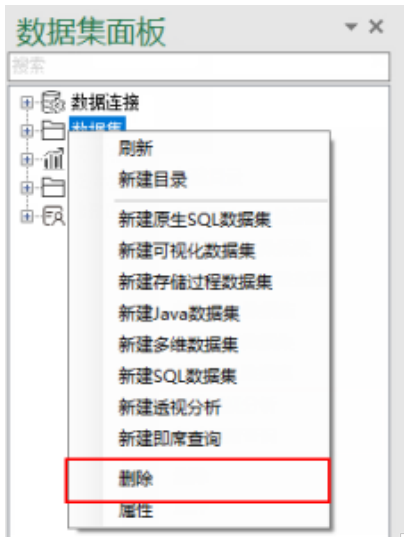 数据集面板
搜索
数据连接
数据集
刷新
新建目录
新建原生SQL数据集
新建可视化数据集
新建存储过程数据集
新建Java数据集
新建多维数据集
新建SQL数据集
新建透视分析
新建即席查询
删除
属性